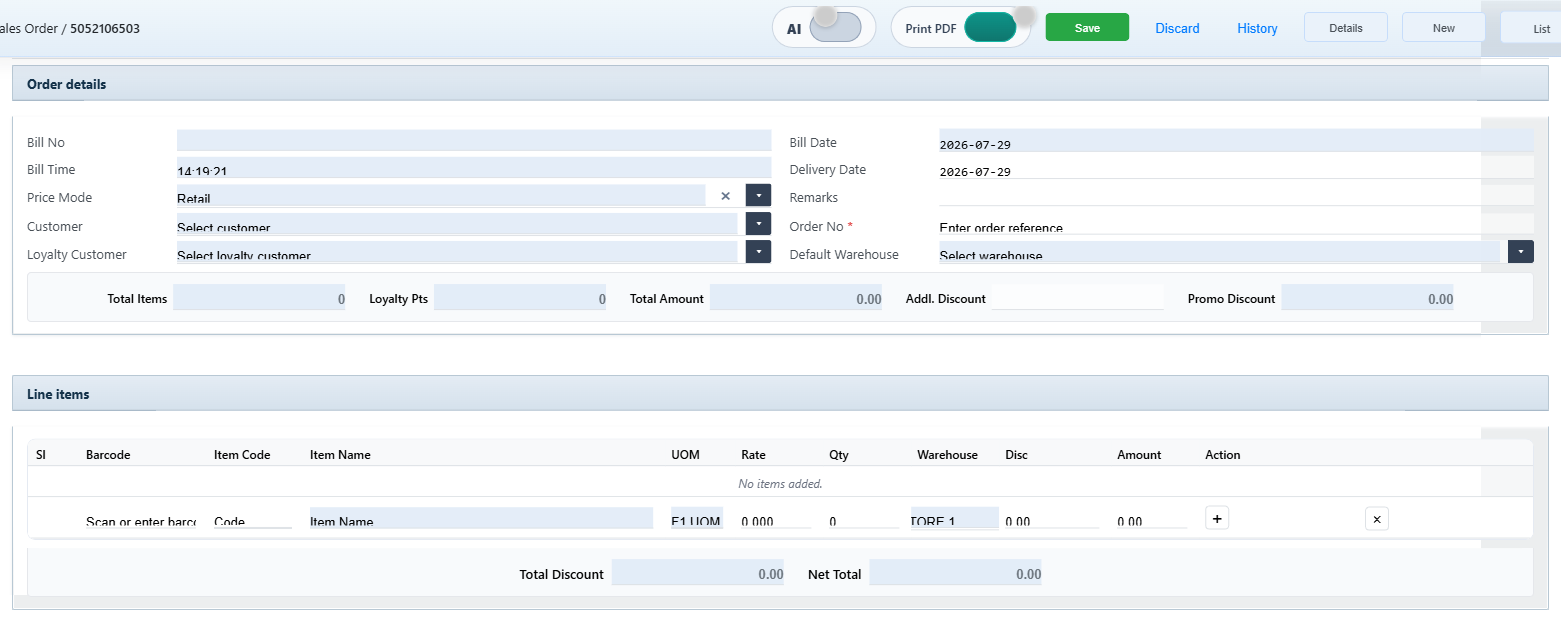 ales Order / 5052106503 AI Print PDF Save Discard History Details New List
Order details
Bill No Bill Date 2026-07-29
Bill Time 14:19:21 Delivery Date 2026-07-29
Price Mode Retail × Remarks
Customer Select customer Order No * Enter order reference
Loyalty Customer Select loyalty customer Default Warehouse Select warehouse
Total Items 0 Loyalty Pts 0 Total Amount 0.00 Addl. Discount Promo Discount 0.00
Line items
Sl Barcode Item Code Item Name UOM Rate Qty Warehouse Disc Amount Action
No items added.
Scan or enter barco Code Item Name E1 UOM 0.000 0 TORE 1 0.00 0.00 + ×
Total Discount 0.00 Net Total 0.00